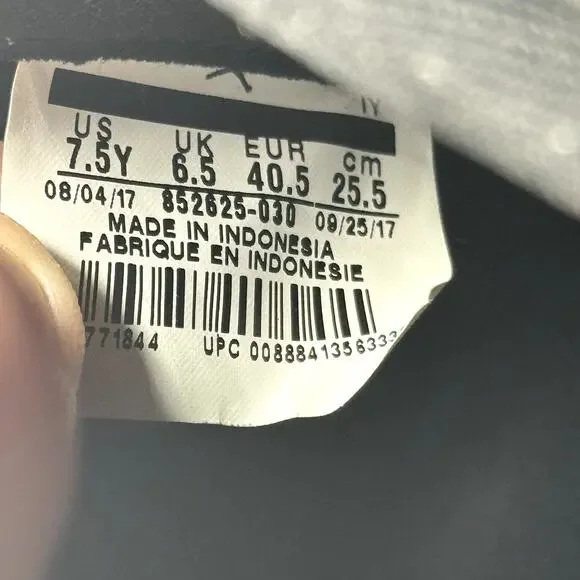 US UK EUR cm
7.5Y 6.5 40.5 25.5
08/04/17 852625-030 09/25/17
MADE IN INDONESIA
FABRIQUE EN INDONESIE
771844 UPC 00888413563